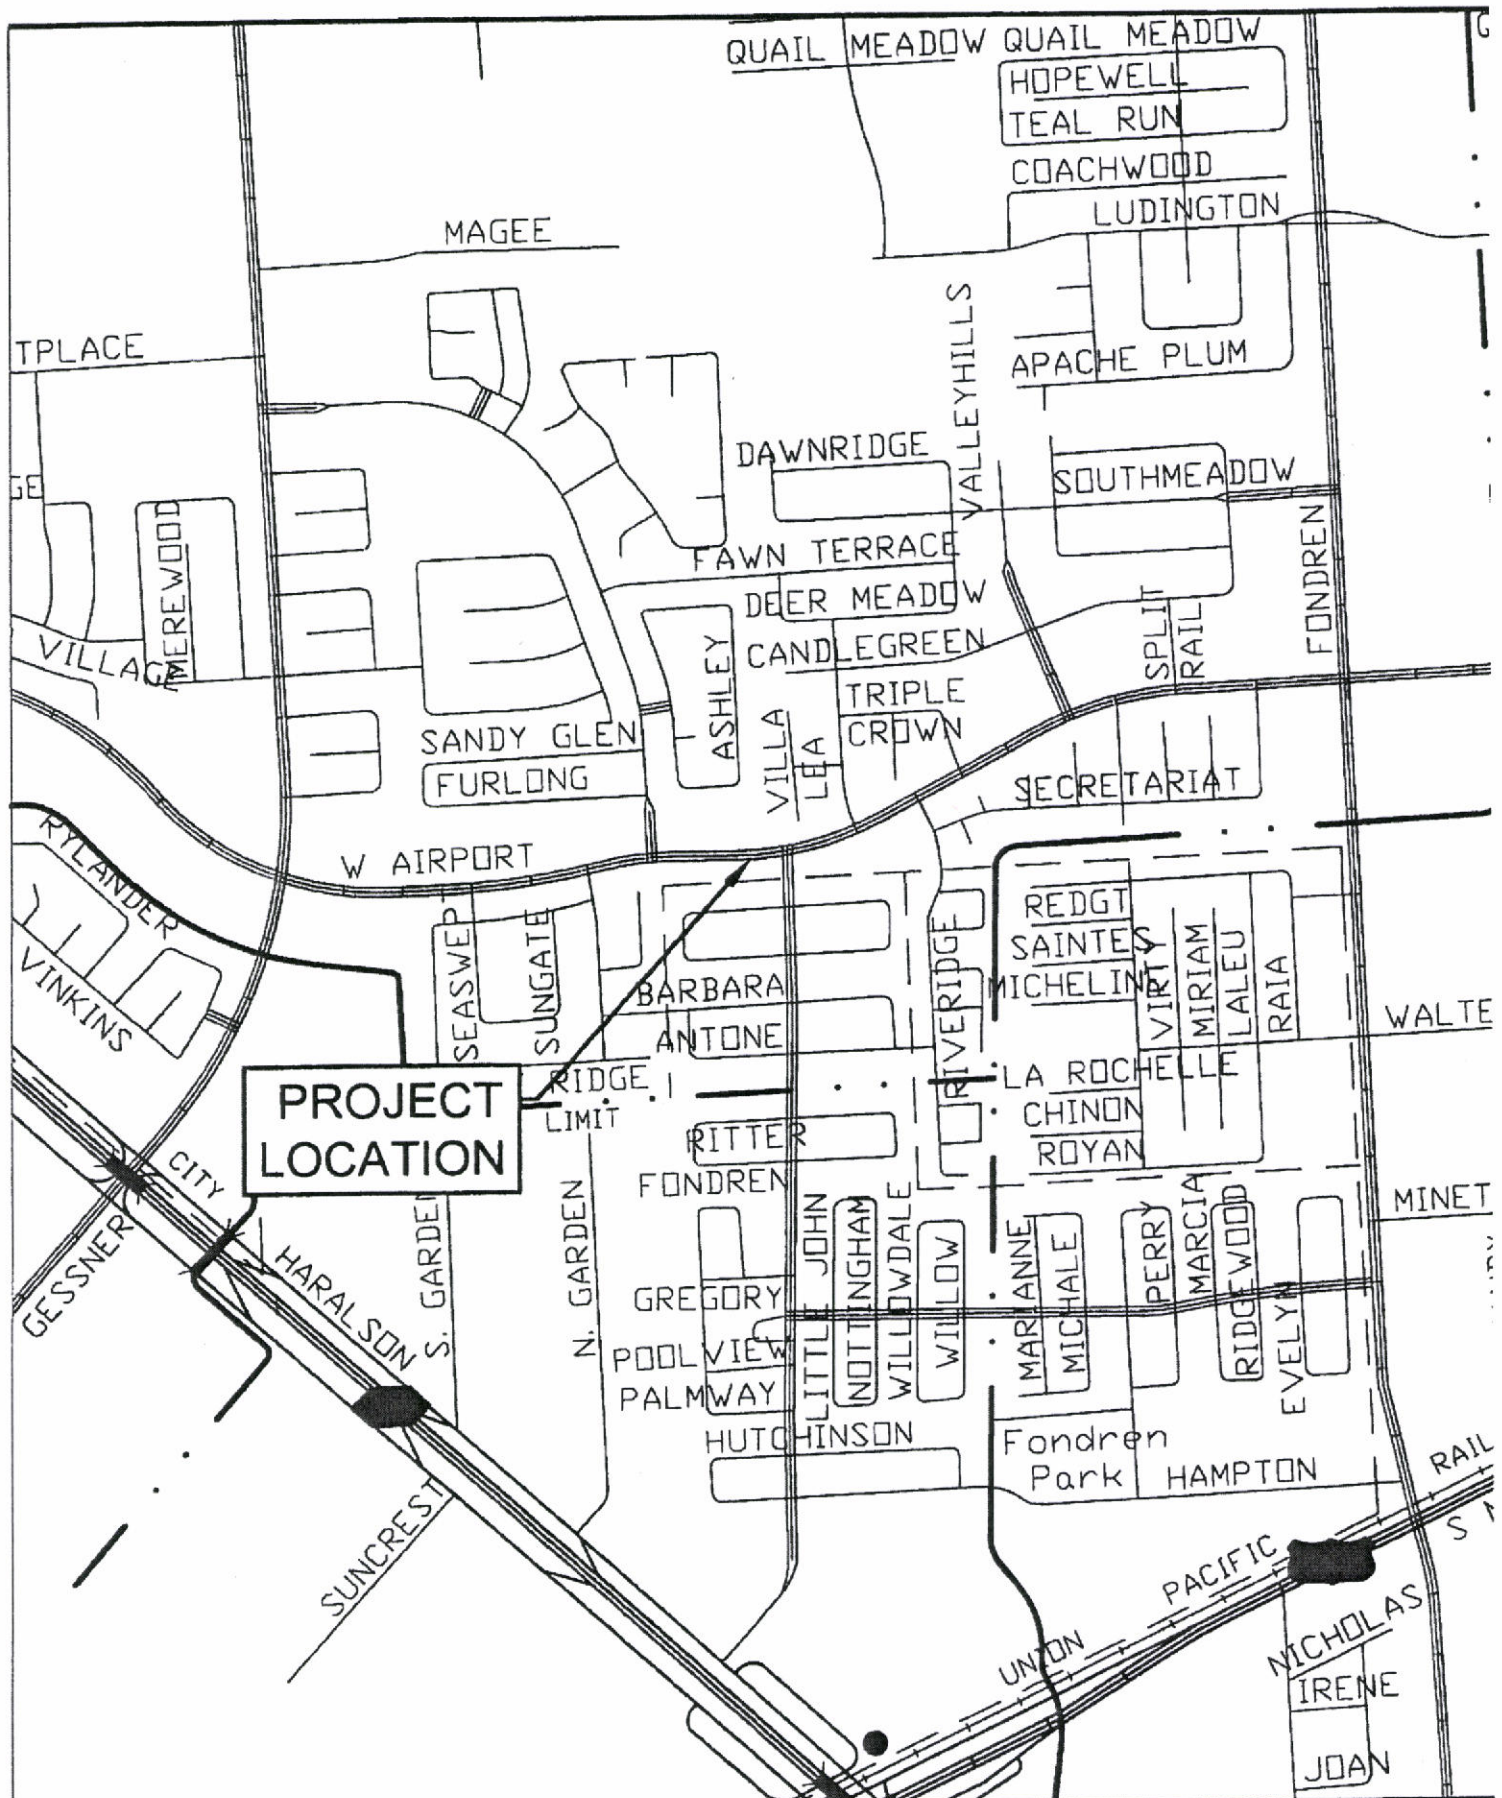 QUAIL MEADOW
QUAIL MEADOW
HOPEWELL
TEAL RUN
COACHWOOD
LUDINGTON
MAGEE
TPLACE
VALLEYHILLS
APACHE PLUM
DAWNRIDGE
SOUTHMEADOW
GE
MEREWOOD
FONDREN
FAWN TERRACE
DEER MEADOW
SPLIT
RAIL
VILLAGE
ASHLEY
CANDLEGREEN
TRIPLE
CROWN
SANDY GLEN
FURLONG
VILLA
LEA
SECRETARIAT
RYLANDER
W AIRPORT
VINKINS
SEASWEPT
SUNGATE
RIVERIDGE
REDGT
SAINTES
MICHELINE
VIRTY
MIRIAM
LALEU
RAIA
BARBARA
ANTONE
WALTE
PROJECT
LOCATION
RIDGE
LIMIT
LA ROCHELLE
CHINON
ROYAN
RITTER
FONDREN
CITY
GESSNER
HARALSON
S. GARDEN
N. GARDEN
LITTLE JOHN
NOTTINGHAM
WILLOWDALE
WILLOW
MARIANNE
MICHALE
PERRY
MARCIA
RIDGEWOOD
EVELYN
MINET
GREGORY
POOLVIEW
PALMWAY
HUTCHINSON
Fondren
Park
HAMPTON
RAIL
S
SUNCREST
UNION PACIFIC
NICHOLAS
IRENE
JOAN